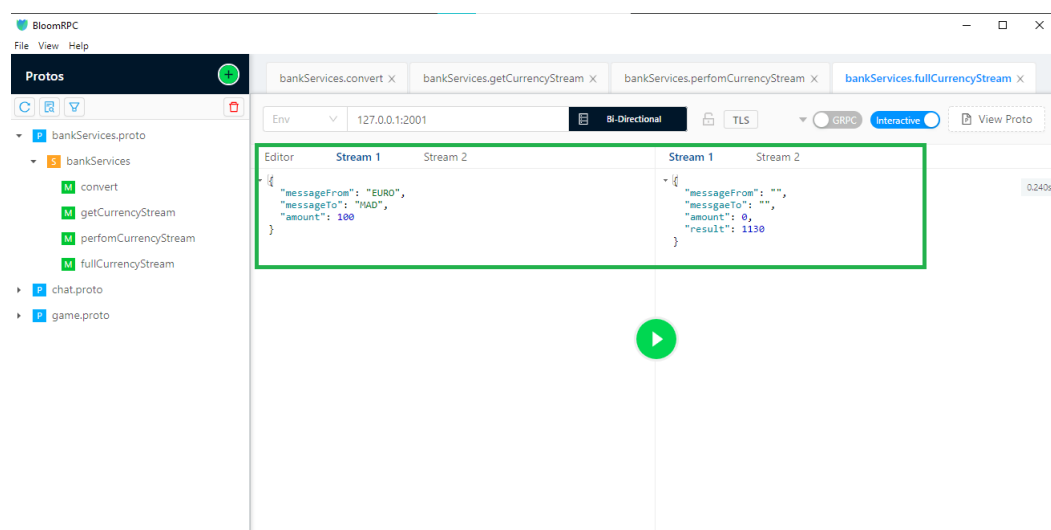 BloomRPC
File View Help
Protos
bankServices.convert × bankServices.getCurrencyStream × bankServices.perfomCurrencyStream × bankServices.fullCurrencyStream ×
Env 127.0.0.1:2001 Bi-Directional TLS GRPC Interactive View Proto
P bankServices.proto
S bankServices
M convert
M getCurrencyStream
M perfomCurrencyStream
M fullCurrencyStream
P chat.proto
P game.proto
Editor Stream 1 Stream 2
{
"messageFrom": "EURO",
"messageTo": "MAD",
"amount": 100
}
Stream 1 Stream 2
{
"messageFrom": "",
"messgaeTo": "",
"amount": 0,
"result": 1130
}
0.240s